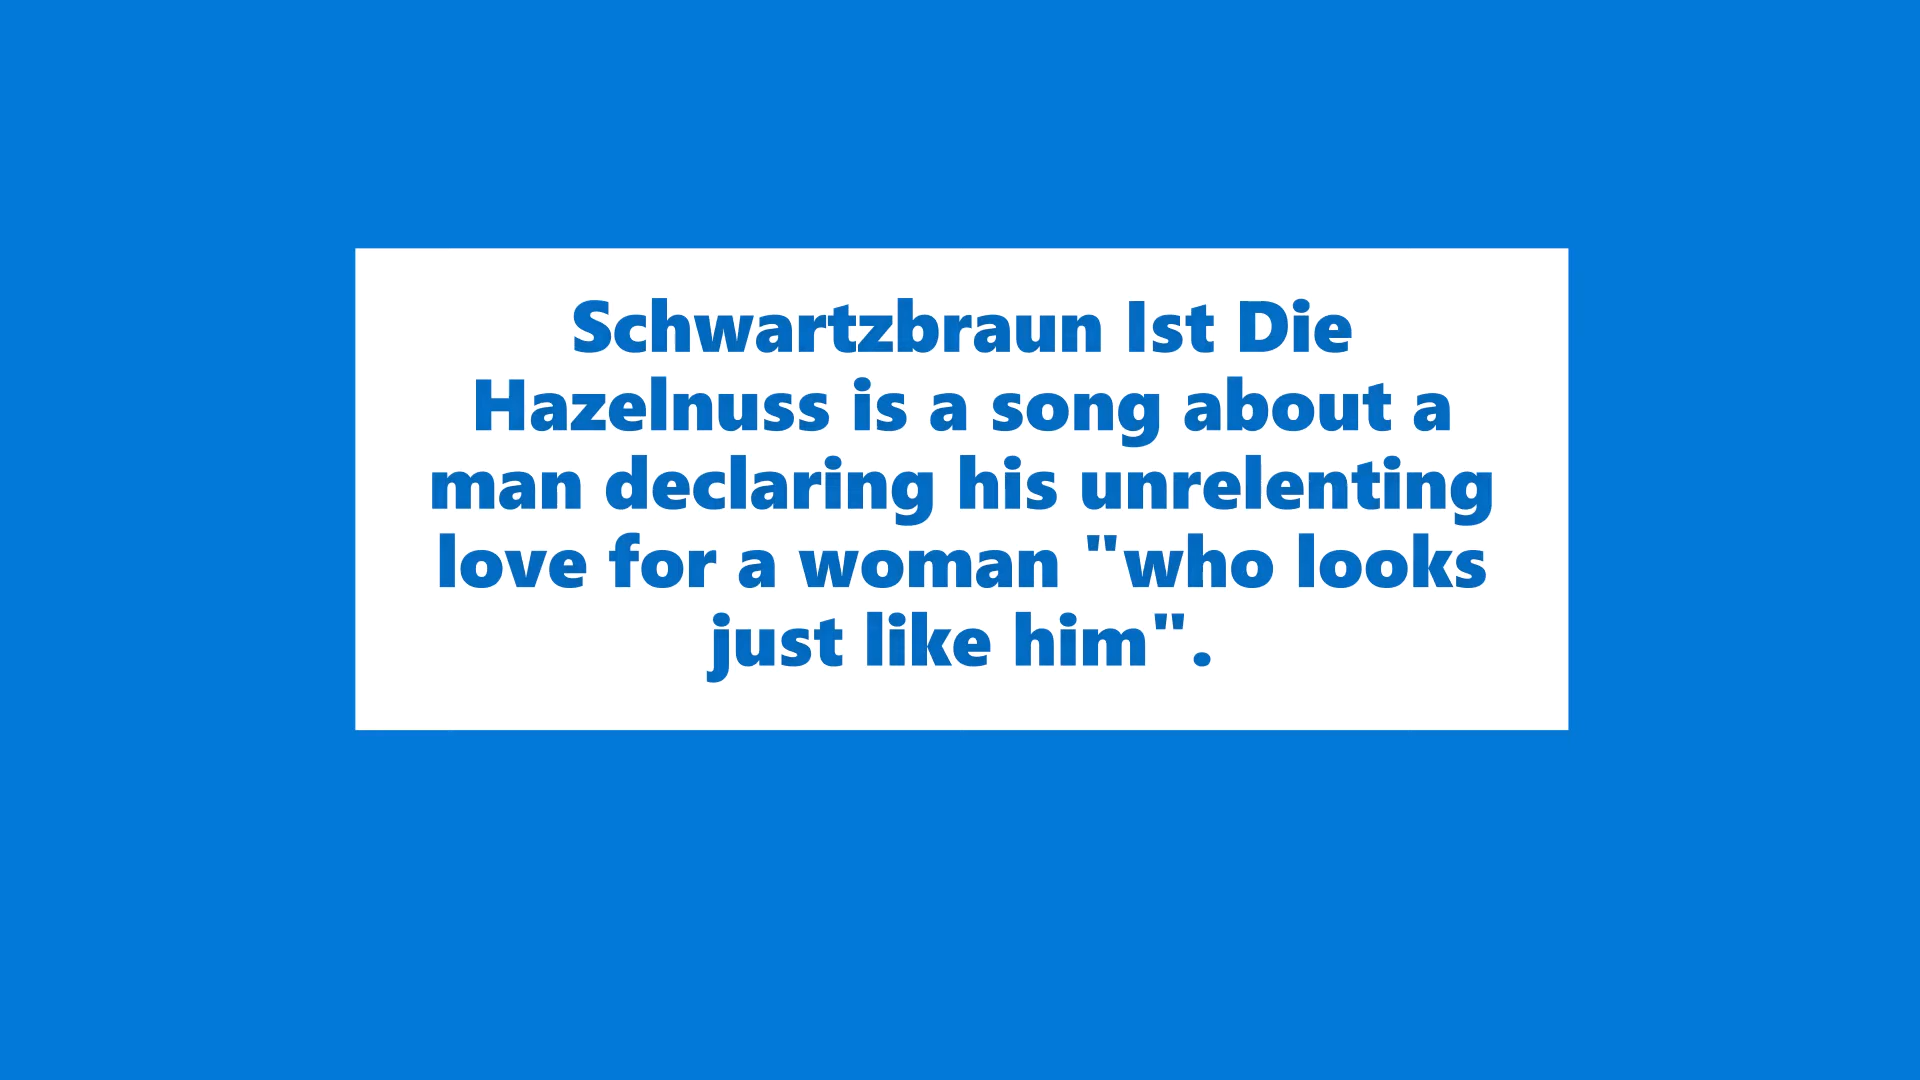 Schwartzbraun Ist Die
Hazelnuss is a song about a
man declaring his unrelenting
love for a woman "who looks
just like him".